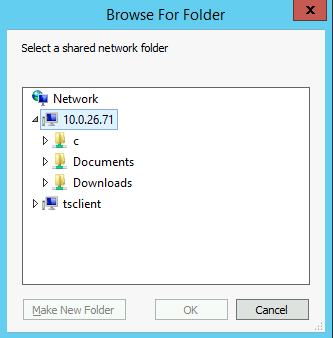 Browse For Folder
x
Select a shared network folder
Network
10.0.26.71
c
Documents
Downloads
tsclient
Make New Folder OK Cancel